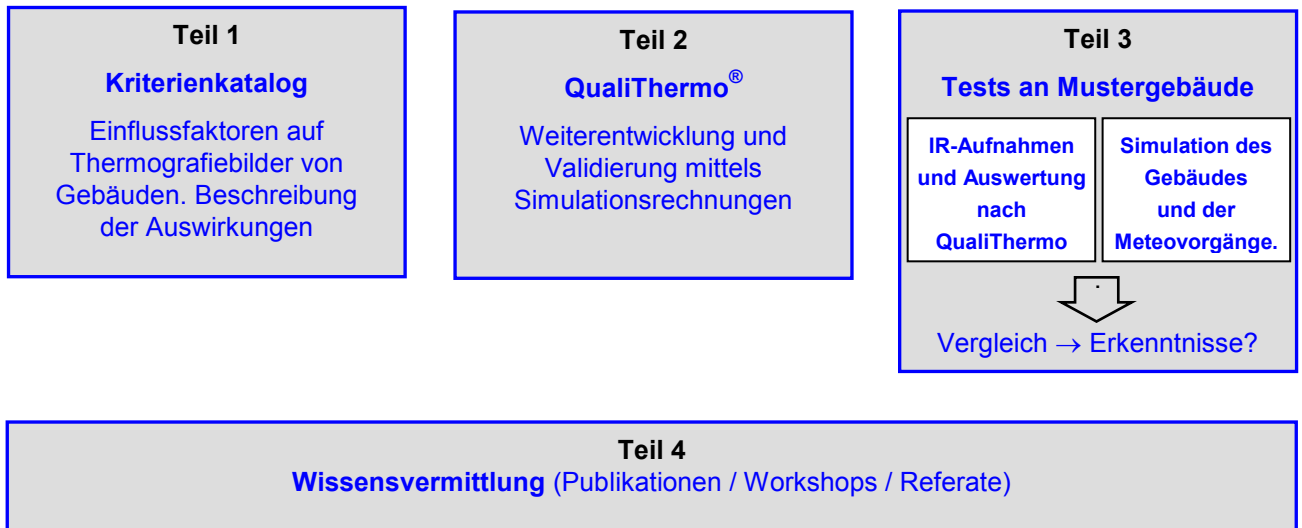 Teil 1
Kriterienkatalog
Einflussfaktoren auf
Thermografiebilder von
Gebäuden. Beschreibung
der Auswirkungen
Teil 2
QualiThermo®
Weiterentwicklung und
Validierung mittels
Simulationsrechnungen
Teil 3
Tests an Mustergebäude
IR-Aufnahmen
und Auswertung
nach
QualiThermo
Simulation des
Gebäudes
und der
Meteovorgänge.
.
Vergleich → Erkenntnisse?
Teil 4
Wissensvermittlung (Publikationen / Workshops / Referate)